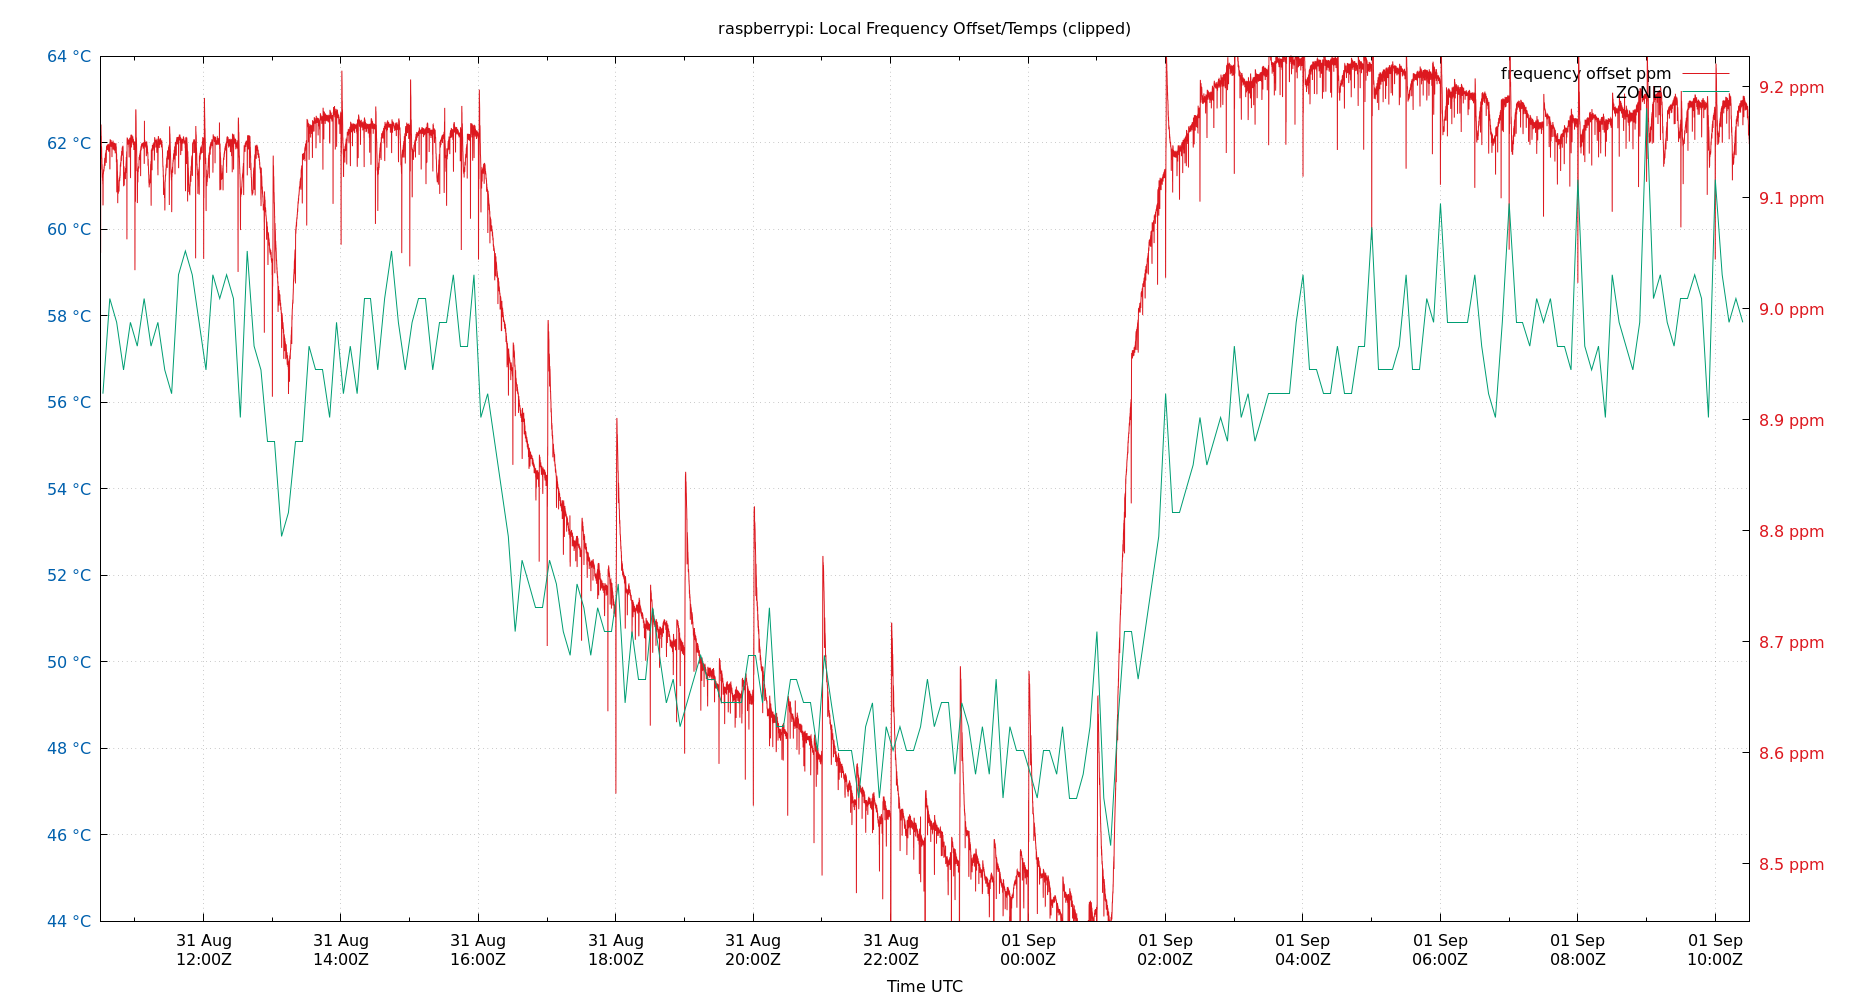 raspberrypi: Local Frequency Offset/Temps (clipped)
64 °C
62 °C
60 °C
58 °C
56 °C
54 °C
52 °C
50 °C
48 °C
46 °C
44 °C
frequency offset ppm
ZONE0
9.2 ppm
9.1 ppm
9.0 ppm
8.9 ppm
8.8 ppm
8.7 ppm
8.6 ppm
8.5 ppm
31 Aug
12:00Z
31 Aug
14:00Z
31 Aug
16:00Z
31 Aug
18:00Z
31 Aug
20:00Z
31 Aug
22:00Z
01 Sep
00:00Z
01 Sep
02:00Z
01 Sep
04:00Z
01 Sep
06:00Z
01 Sep
08:00Z
01 Sep
10:00Z
Time UTC